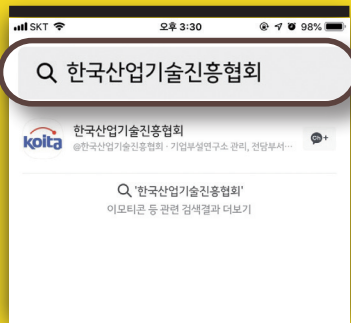 SKT 오후 3:30 98%
한국산업기술진흥협회
koita 한국산업기술진흥협회
@한국산업기술진흥협회 · 기업부설연구소 관리, 전담부서…
Ch+
'한국산업기술진흥협회'
이모티콘 등 관련 검색결과 더보기